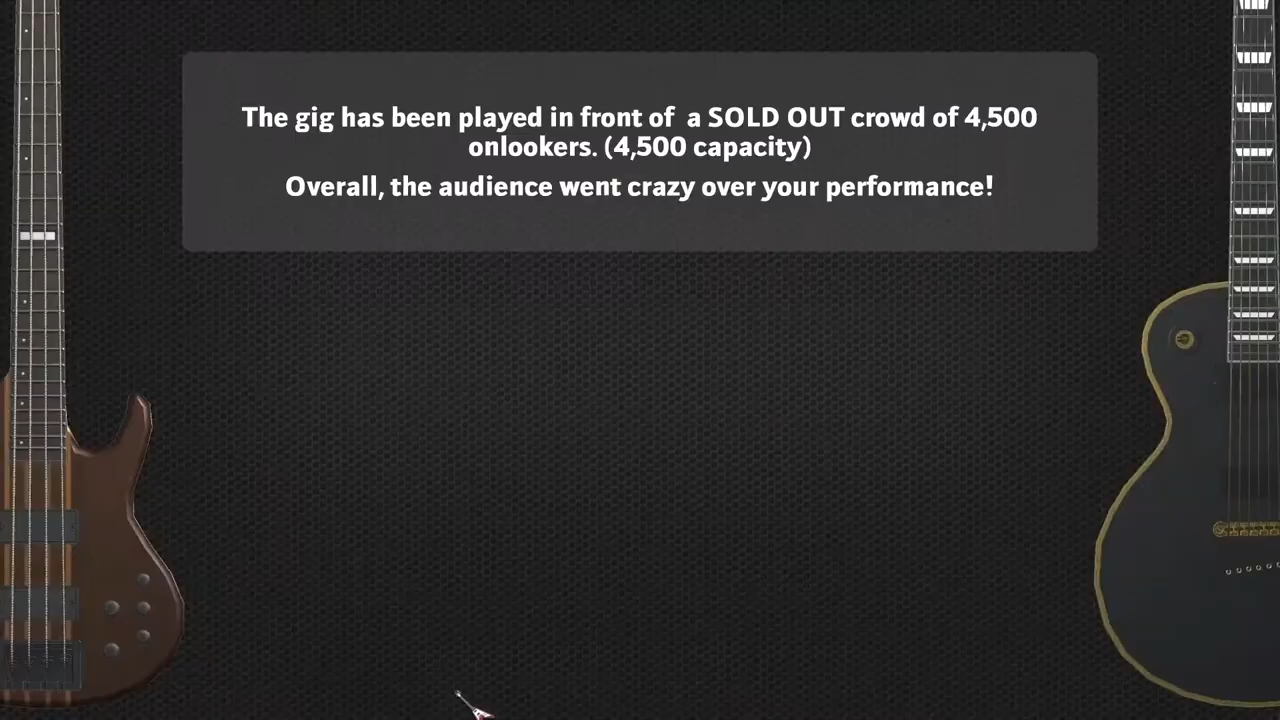 The gig has been played in front of  a SOLD OUT crowd of 4,500
onlookers. (4,500 capacity)
Overall, the audience went crazy over your performance!